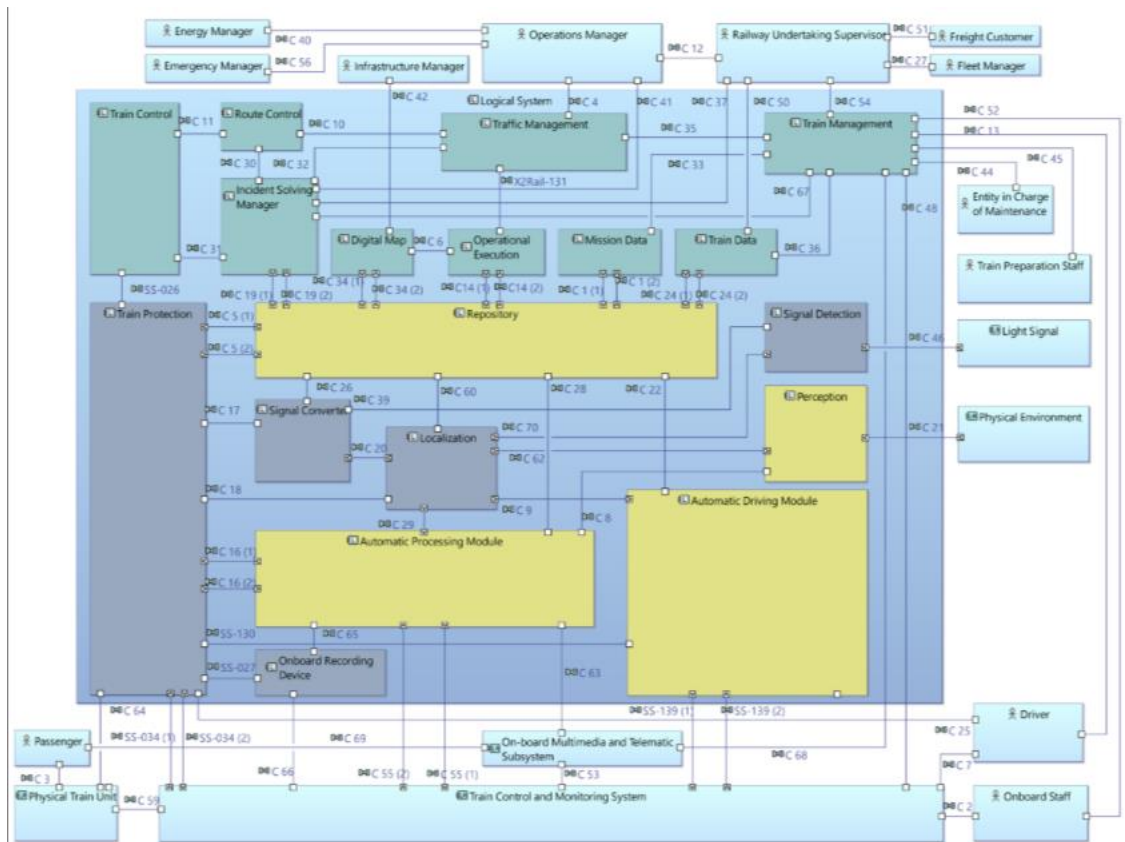 Energy Manager
C 40
Operations Manager
C 12
Railway Undertaking Supervisor
C 51
Freight Customer
Emergency Manager
C 56
Infrastructure Manager
C 27
Fleet Manager
C 42
Logical System
C 4
C 41
C 37
C 50
C 54
C 52
C 13
Train Control
C 11
Route Control
C 10
Traffic Management
C 35
Train Management
C 45
C 30
C 32
C 33
C 44
X2Rail-131
C 67
Incident Solving
Manager
Entity in Charge
of Maintenance
C 48
C 31
Digital Map
C 6
Operational
Execution
Mission Data
Train Data
C 36
Train Preparation Staff
SS-026
C 19 (1)
C 19 (2)
C 34 (1)
C 34 (2)
C14 (1)
C14 (2)
C 1 (1)
C 1 (2)
C 24 (1)
C 24 (2)
Train Protection
C 5 (1)
Repository
Signal Detection
Light Signal
C 5 (2)
C 46
C 26
C 60
C 28
C 22
C 39
Perception
C 17
Signal Converter
C 70
Physical Environment
Localization
C 21
C 20
C 62
C 18
Automatic Driving Module
C 9
C 8
C 29
Automatic Processing Module
C 16 (1)
C 16 (2)
SS-130
C 65
SS-027
Onboard Recording
Device
C 63
C 64
SS-139 (1)
SS-139 (2)
Driver
Passenger
SS-034 (1)
SS-034 (2)
C 69
On-board Multimedia and Telematic
Subsystem
C 25
C 68
C 7
C 3
C 66
C 55 (2)
C 55 (1)
C 53
Physical Train Unit
C 59
Train Control and Monitoring System
C 2
Onboard Staff